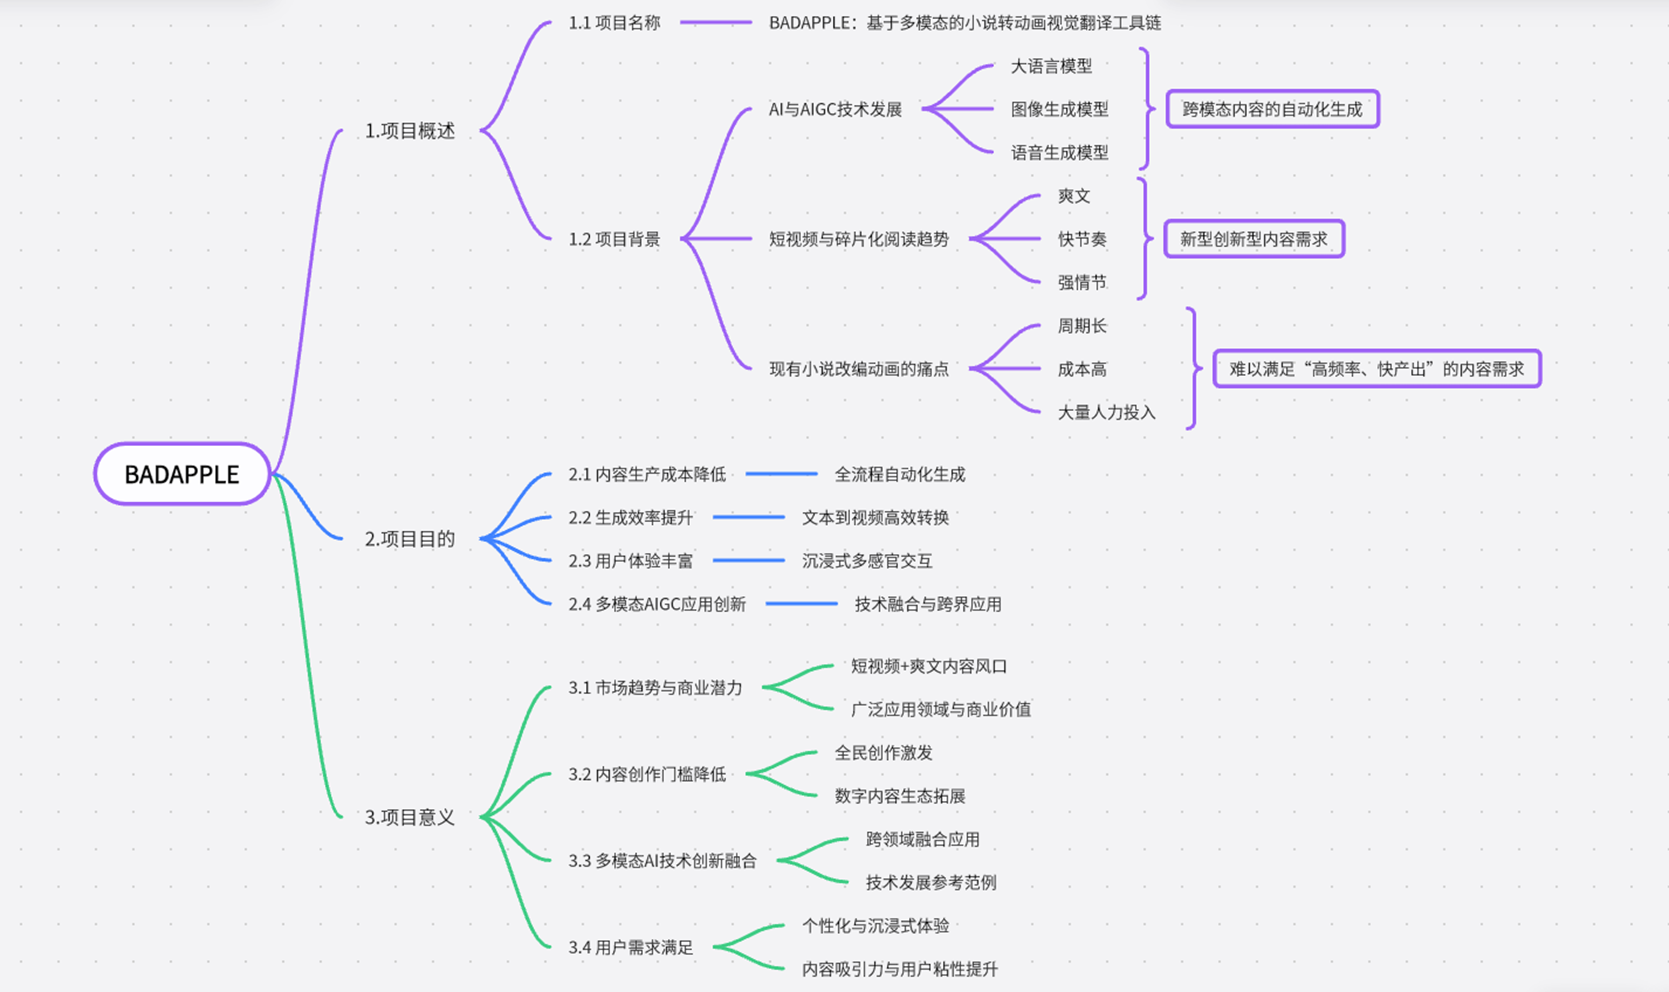 BADAPPLE
1.项目概述
1.1 项目名称
BADAPPLE：基于多模态的小说转动画视觉翻译工具链
1.2 项目背景
AI与AIGC技术发展
大语言模型
图像生成模型
语音生成模型
跨模态内容的自动化生成
短视频与碎片化阅读趋势
爽文
快节奏
强情节
新型创新型内容需求
现有小说改编动画的痛点
周期长
成本高
大量人力投入
难以满足“高频率、快产出”的内容需求
2.项目目的
2.1 内容生产成本降低
全流程自动化生成
2.2 生成效率提升
文本到视频高效转换
2.3 用户体验丰富
沉浸式多感官交互
2.4 多模态AIGC应用创新
技术融合与跨界应用
3.项目意义
3.1 市场趋势与商业潜力
短视频+爽文内容风口
广泛应用领域与商业价值
3.2 内容创作门槛降低
全民创作激发
数字内容生态拓展
3.3 多模态AI技术创新融合
跨领域融合应用
技术发展参考范例
3.4 用户需求满足
个性化与沉浸式体验
内容吸引力与用户粘性提升